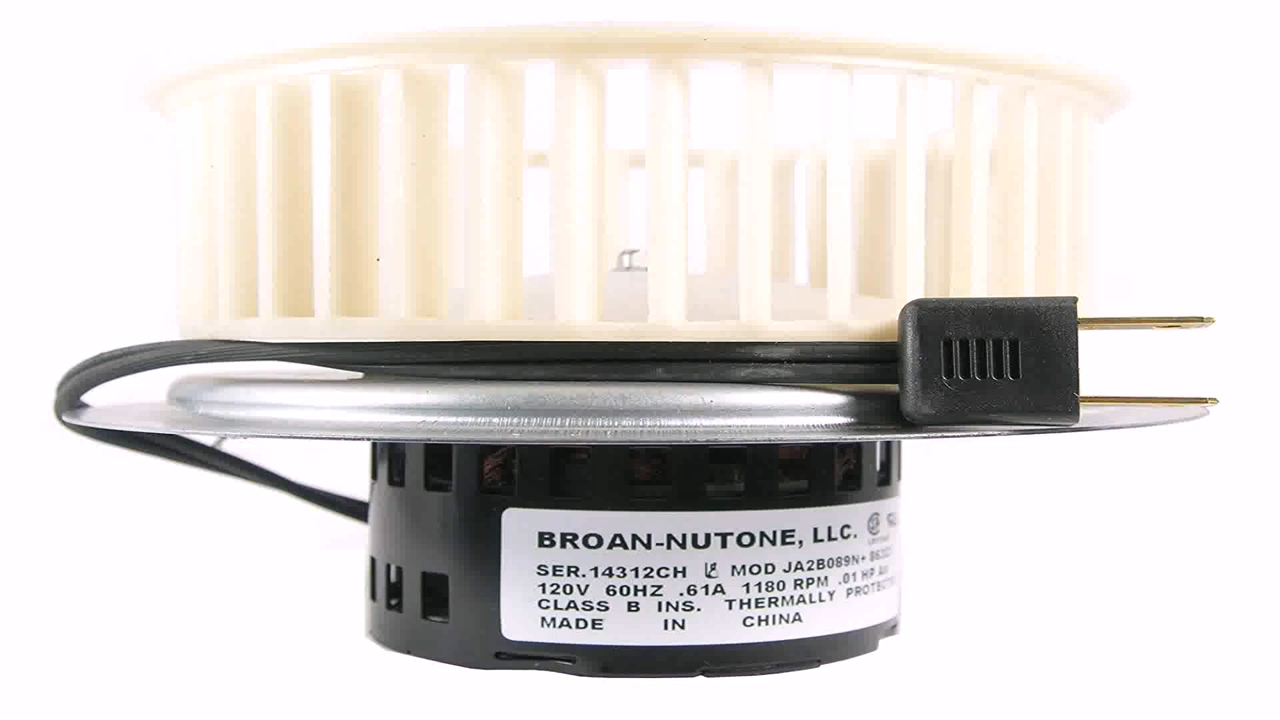 BROAN-NUTONE, LLC.
SER.14312CH MOD JA2B089N+
120V 60HZ .61A 1180 RPM .01 HP
CLASS B INS. THERMALLY
MADE IN CHINA